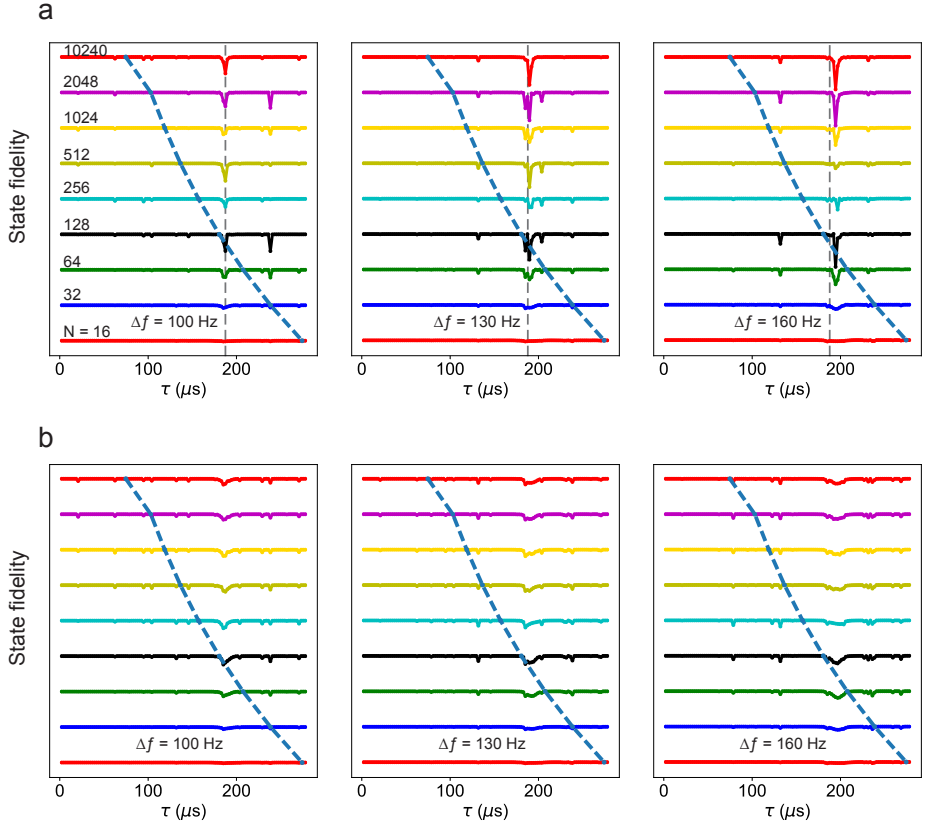 a
State fidelity
10240
2048
1024
512
256
128
64
32
N = 16
Δf = 100 Hz
Δf = 130 Hz
Δf = 160 Hz
0 100 200
0 100 200
0 100 200
τ (μs)
τ (μs)
τ (μs)
b
State fidelity
Δf = 100 Hz
Δf = 130 Hz
Δf = 160 Hz
0 100 200
0 100 200
0 100 200
τ (μs)
τ (μs)
τ (μs)